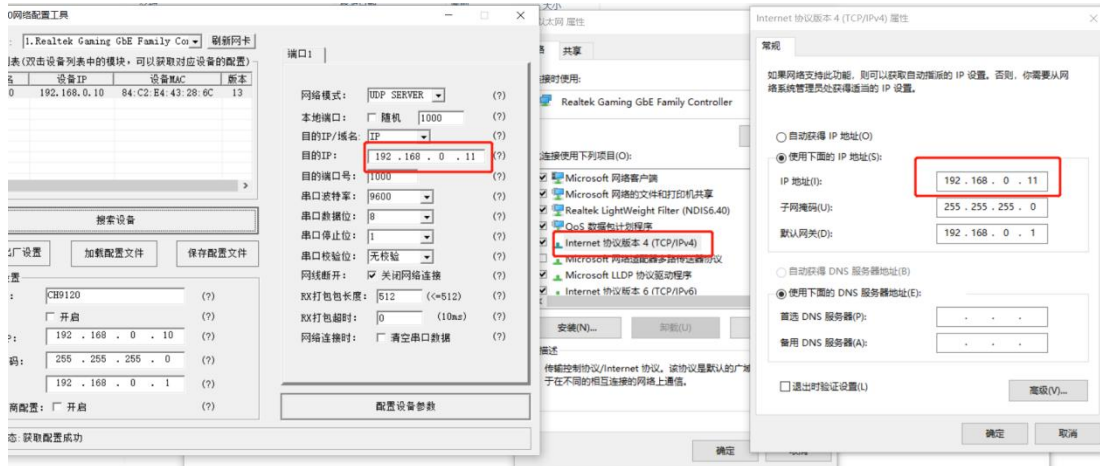 大小
0网络配置工具
1.Realtek Gaming GbE Family Co
刷新网卡
表(双击设备列表中的模块，可以获取对应设备的配置)
设备IP 设备MAC 版本
0 192.168.0.10 84:C2:E4:43:28:6C 13
搜索设备
厂设置 加载配置文件 保存配置文件
置
CH9120 (?)
开启 (?)
192 .168 . 0 . 10 (?)
码: 255 .255 .255 . 0 (?)
192 .168 . 0 . 1 (?)
商配置: 开启 (?)
态:获取配置成功
端口1
网络模式: UDP SERVER (?)
本地端口: 随机 1000 (?)
目的IP/域名: IP (?)
目的IP: 192 .168 . 0 . 11 (?)
目的端口号: 1000 (?)
串口波特率: 9600 (?)
串口数据位: 8 (?)
串口停止位: 1 (?)
串口校验位: 无校验 (?)
网线断开: 关闭网络连接 (?)
RX打包包长度: 512 (<=512) (?)
RX打包超时: 0 (10ms) (?)
网络连接时: 清空串口数据 (?)
配置设备参数
以太网 属性
共享
接时使用:
Realtek Gaming GbE Family Controller
连接使用下列项目(O):
Microsoft 网络客户端
Microsoft 网络的文件和打印机共享
Realtek LightWeight Filter (NDIS6.40)
QoS 数据包计划程序
Internet 协议版本 4 (TCP/IPv4)
Microsoft 网络适配器多路传送器协议
Microsoft LLDP 协议驱动程序
Internet 协议版本 6 (TCP/IPv6)
安装(N)... 卸载(U)
描述
传输控制协议/Internet 协议。该协议是默认的广域
于在不同的相互连接的网络上通信。
确定 取消
Internet 协议版本 4 (TCP/IPv4) 属性
常规
如果网络支持此功能，则可以获取自动指派的 IP 设置。否则，你需要从网
络系统管理员处获得适当的 IP 设置。
自动获得 IP 地址(O)
使用下面的 IP 地址(S):
IP 地址(I): 192 . 168 . 0 . 11
子网掩码(U): 255 . 255 . 255 . 0
默认网关(D): 192 . 168 . 0 . 1
自动获得 DNS 服务器地址(B)
使用下面的 DNS 服务器地址(E):
首选 DNS 服务器(P):
备用 DNS 服务器(A):
退出时验证设置(L)
高级(V)...
确定 取消